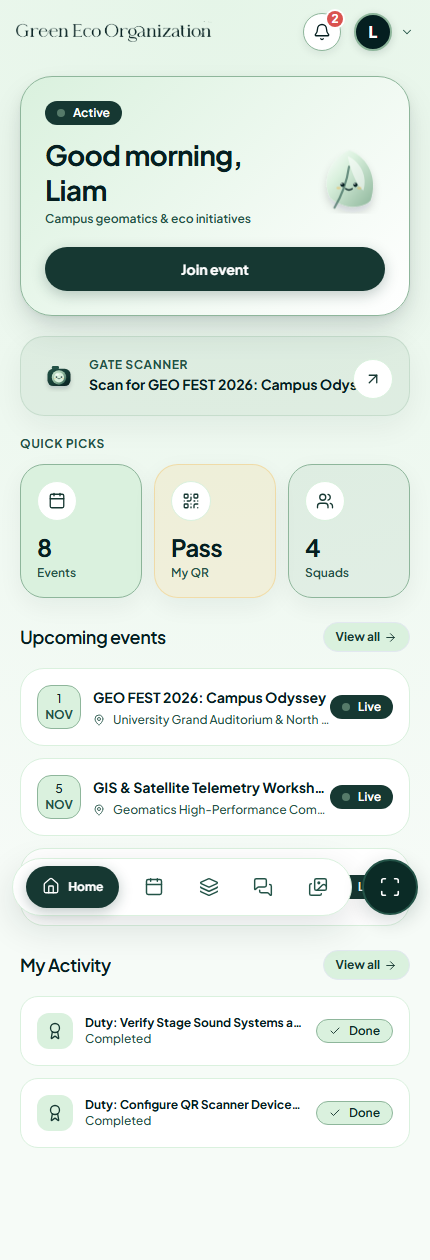 Green Eco Organization
2
L
Active
Good morning,
Liam
Campus geomatics & eco initiatives
Join event
GATE SCANNER
Scan for GEO FEST 2026: Campus Odys
QUICK PICKS
8
Events
Pass
My QR
4
Squads
Upcoming events
View all →
1
NOV
GEO FEST 2026: Campus Odyssey
University Grand Auditorium & North ...
Live
5
NOV
GIS & Satellite Telemetry Worksh...
Geomatics High-Performance Com...
Live
Home
My Activity
View all →
Duty: Verify Stage Sound Systems a...
Completed
Done
Duty: Configure QR Scanner Device...
Completed
Done